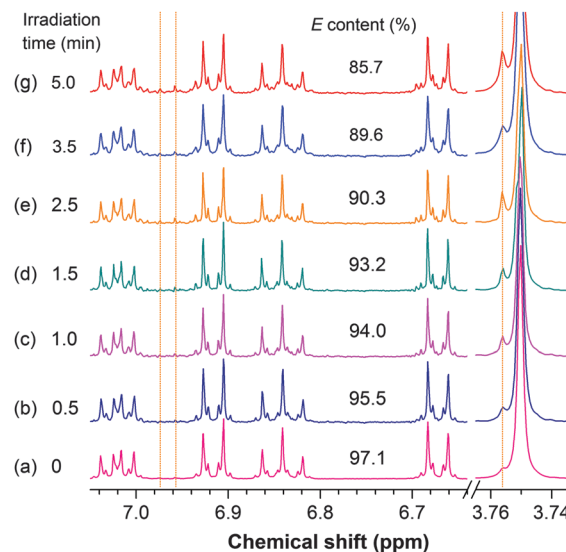 Irradiation
time (min)
E content (%)
(g) 5.0 85.7
(f) 3.5 89.6
(e) 2.5 90.3
(d) 1.5 93.2
(c) 1.0 94.0
(b) 0.5 95.5
(a) 0 97.1
7.0 6.9 6.8 6.7 3.76 3.74
Chemical shift (ppm)